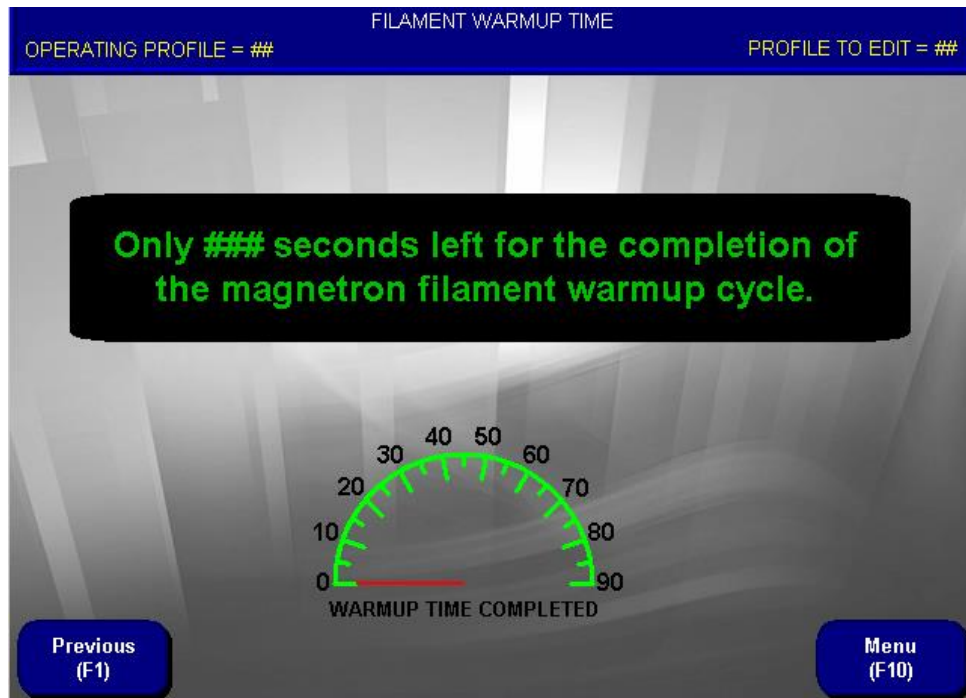 FILAMENT WARMUP TIME
OPERATING PROFILE = ##
PROFILE TO EDIT = ##
Only ### seconds left for the completion of
the magnetron filament warmup cycle.
0
10
20
30
40
50
60
70
80
90
WARMUP TIME COMPLETED
Previous
(F1)
Menu
(F10)